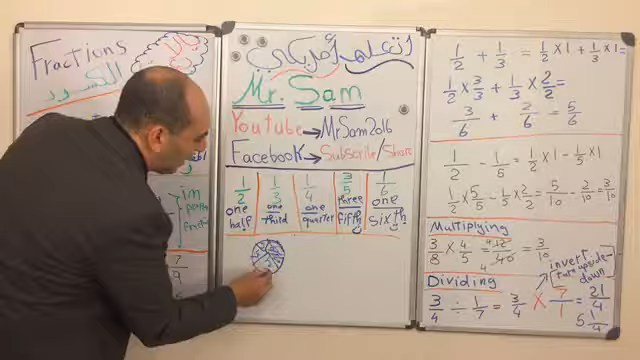 Fractions
الكسور
اتعلم أمريكي
Mr. Sam
Youtube → MrSam2016
Facebook → Subscribe/Share
1/2 1/3 1/4 3/5 1/6
one half one third one quarter three fifth one sixth
7/9
1/2 + 1/3 = 1/2 × 1 + 1/3 × 1 =
1/2 × 3/3 + 1/3 × 2/2 =
3/6 + 2/6 = 5/6
1/2 - 1/5 = 1/2 × 1 - 1/5 × 1
1/2 × 5/5 - 1/5 × 2/2 = 5/10 - 2/10 = 3/10
Multiplying
3/8 × 4/5 = 12/40 = 3/10
invert
turn upside down
Dividing
3/4 ÷ 1/7 = 3/4 × 7/1 = 21/4
5 1/4